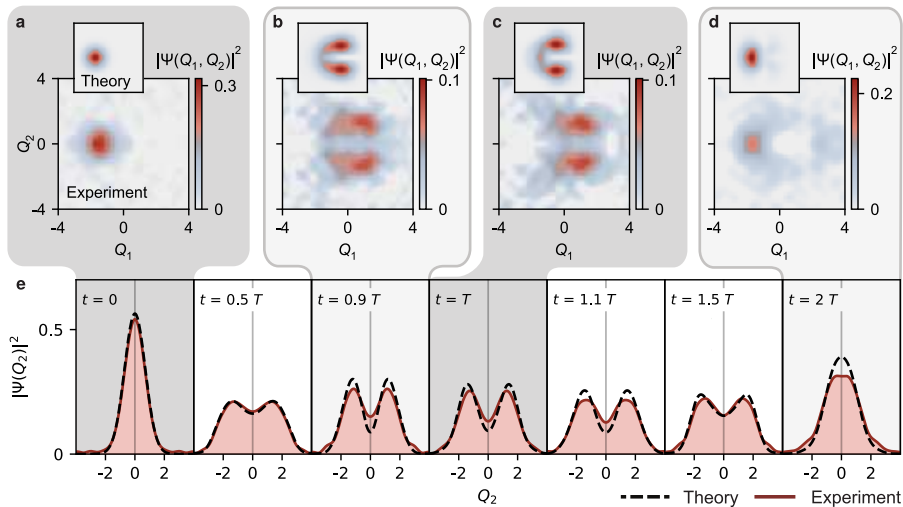 a
b
c
d
|Ψ(Q₁, Q₂)|²
|Ψ(Q₁, Q₂)|²
|Ψ(Q₁, Q₂)|²
|Ψ(Q₁, Q₂)|²
Theory
Experiment
4
0
-4
Q₂
-4 0 4
Q₁
0.3
0
-4 0 4
Q₁
0.1
0
-4 0 4
Q₁
0.1
0
-4 0 4
Q₁
0.2
0
e
t = 0
t = 0.5 T
t = 0.9 T
t = T
t = 1.1 T
t = 1.5 T
t = 2 T
0.5
0
|Ψ(Q₂)|²
-2 0 2
-2 0 2
-2 0 2
-2 0 2
-2 0 2
-2 0 2
-2 0 2
Q₂
Theory
Experiment